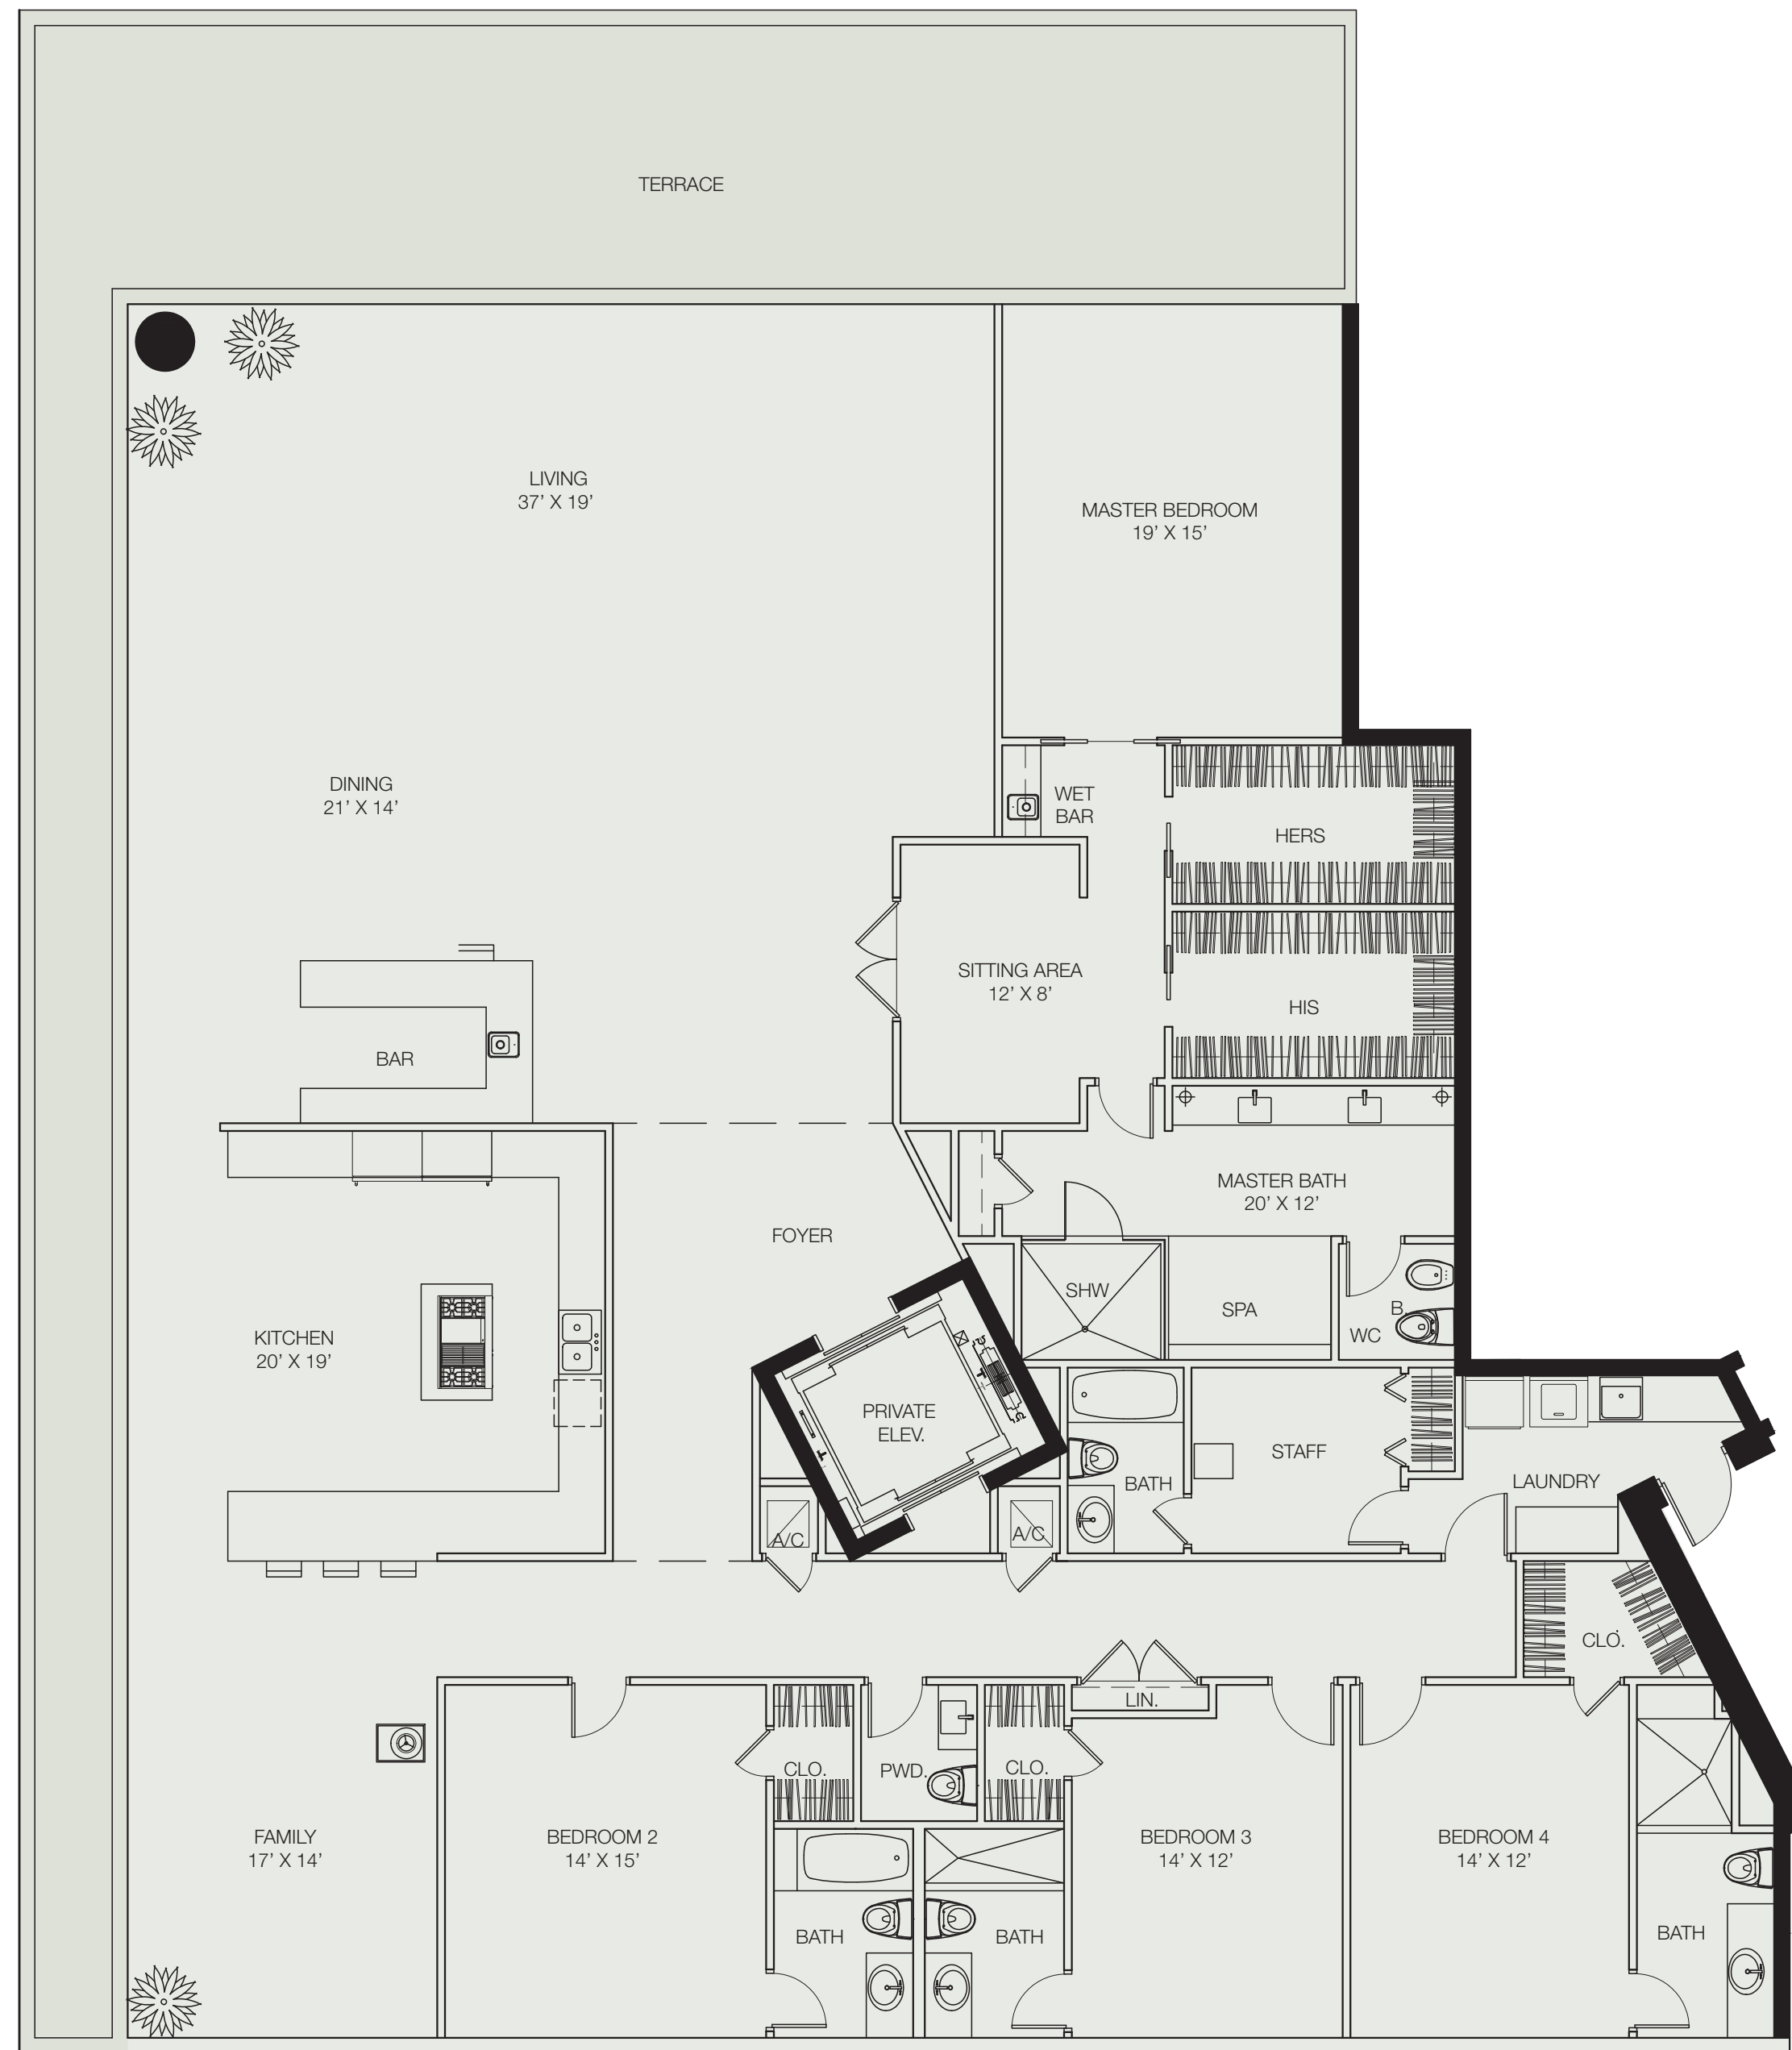 TERRACE
LIVING
37’ X 19’
MASTER BEDROOM
19’ X 15’
DINING
21’ X 14’
WET
BAR
HERS
SITTING AREA
12’ X 8’
HIS
BAR
MASTER BATH
20’ X 12’
FOYER
SHW
SPA
B.
WC
KITCHEN
20’ X 19’
PRIVATE
ELEV.
STAFF
BATH
LAUNDRY
A/C
A/C
CLO.
LIN.
CLO.
PWD.
CLO.
FAMILY
17’ X 14’
BEDROOM 2
14’ X 15’
BEDROOM 3
14’ X 12’
BEDROOM 4
14’ X 12’
BATH
BATH
BATH